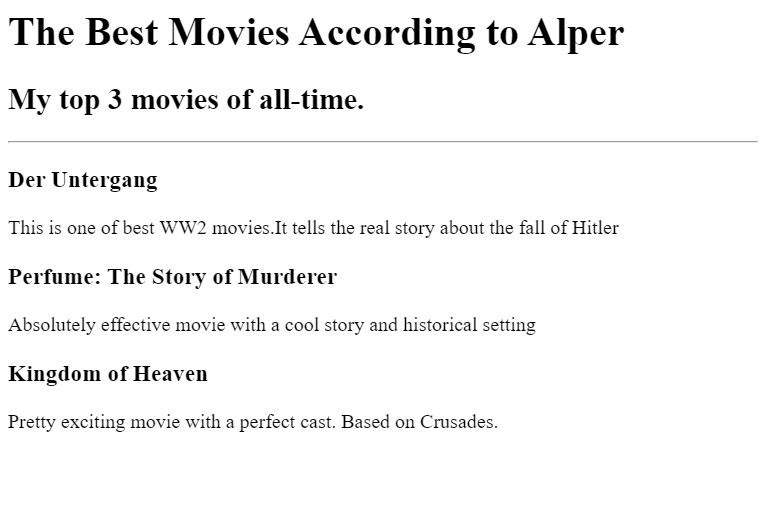 The Best Movies According to Alper
My top 3 movies of all-time.
Der Untergang
This is one of best WW2 movies.It tells the real story about the fall of Hitler
Perfume: The Story of Murderer
Absolutely effective movie with a cool story and historical setting
Kingdom of Heaven
Pretty exciting movie with a perfect cast. Based on Crusades.